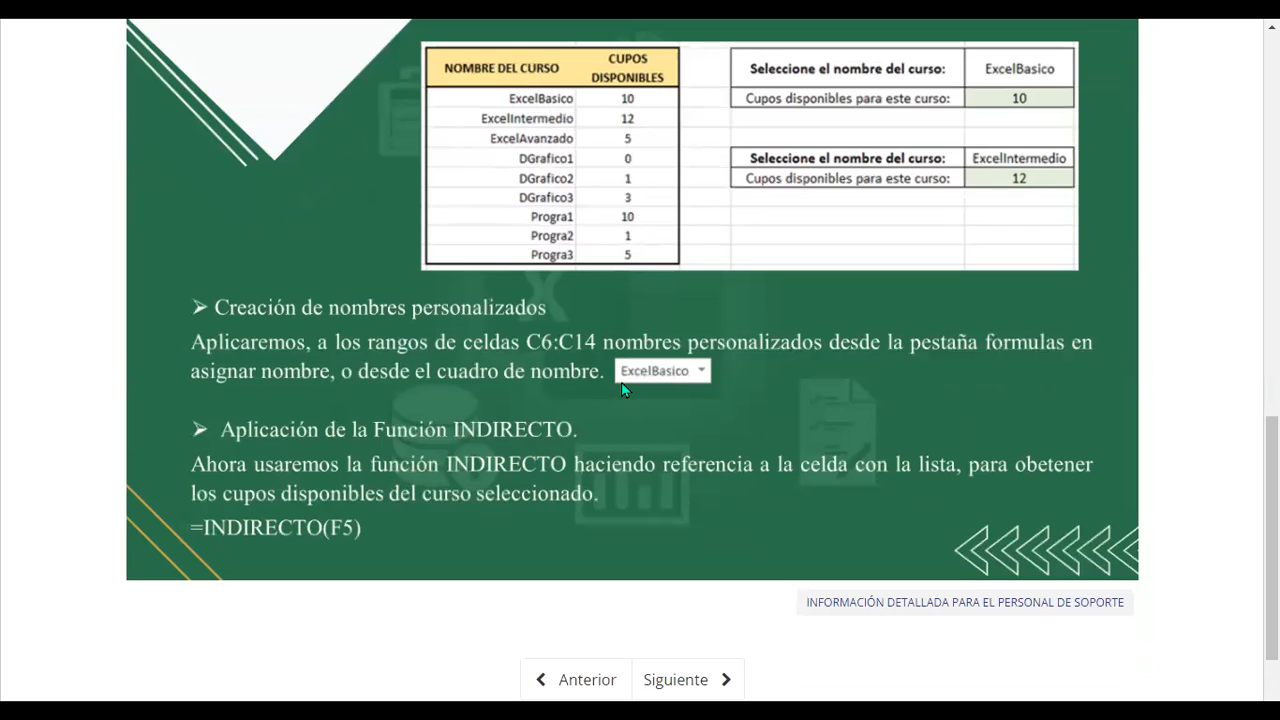 NOMBRE DEL CURSO CUPOS DISPONIBLES
ExcelBasico 10
ExcelIntermedio 12
ExcelAvanzado 5
DGrafico1 0
DGrafico2 1
DGrafico3 3
Progra1 10
Progra2 1
Progra3 5
Seleccione el nombre del curso: ExcelBasico
Cupos disponibles para este curso: 10
Seleccione el nombre del curso: ExcelIntermedio
Cupos disponibles para este curso: 12
➢ Creación de nombres personalizados
Aplicaremos, a los rangos de celdas C6:C14 nombres personalizados desde la pestaña formulas en
asignar nombre, o desde el cuadro de nombre. ExcelBasico
➢ Aplicación de la Función INDIRECTO.
Ahora usaremos la función INDIRECTO haciendo referencia a la celda con la lista, para obetener
los cupos disponibles del curso seleccionado.
=INDIRECTO(F5)
INFORMACIÓN DETALLADA PARA EL PERSONAL DE SOPORTE
Anterior Siguiente